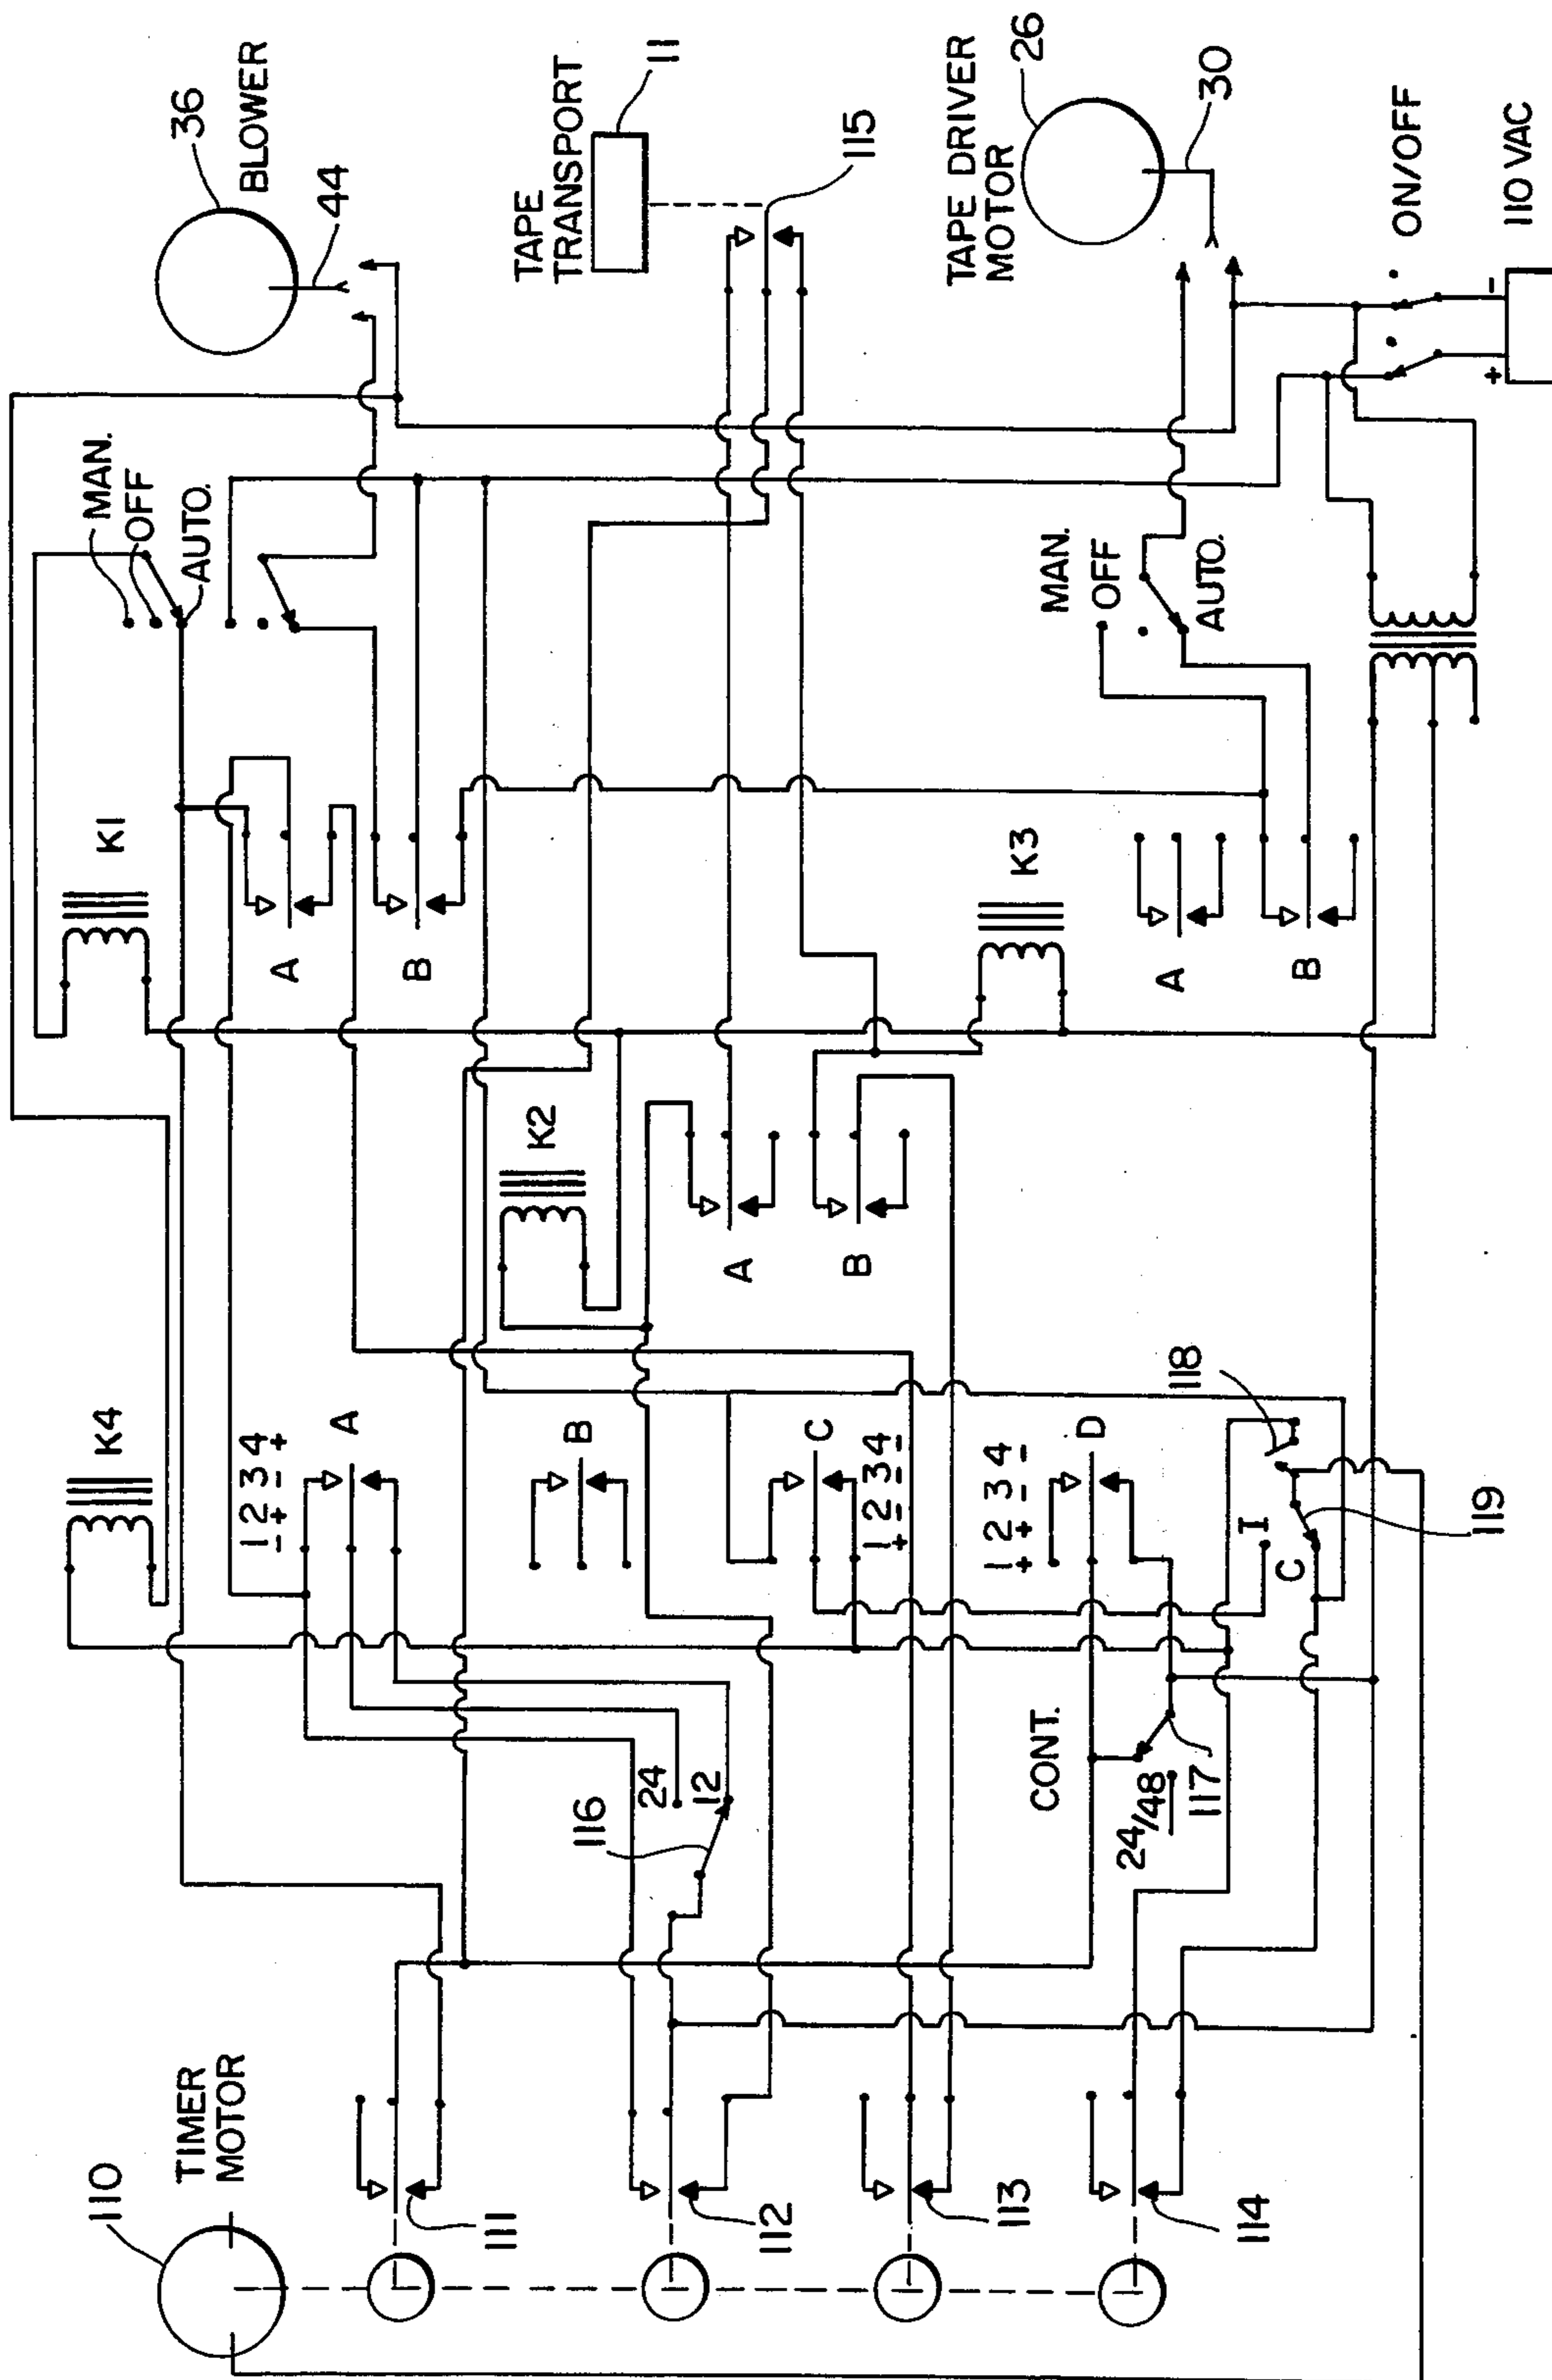 36
BLOWER
44
TAPE
TRANSPORT
11
115
TAPE DRIVER
MOTOR
26
30
ON/OFF
110 VAC
+ -
MAN.
OFF
AUTO.
MAN.
OFF
AUTO.
K1
A
B
K3
A
B
K2
A
B
K4
1 2 3 4
- + - +
A
B
C
1 2 3 4
+ - - -
D
1 2 3 4
+ + - -
118
119
I
C
116
24
12
CONT.
24/48
117
TIMER
MOTOR
110
111
112
113
114